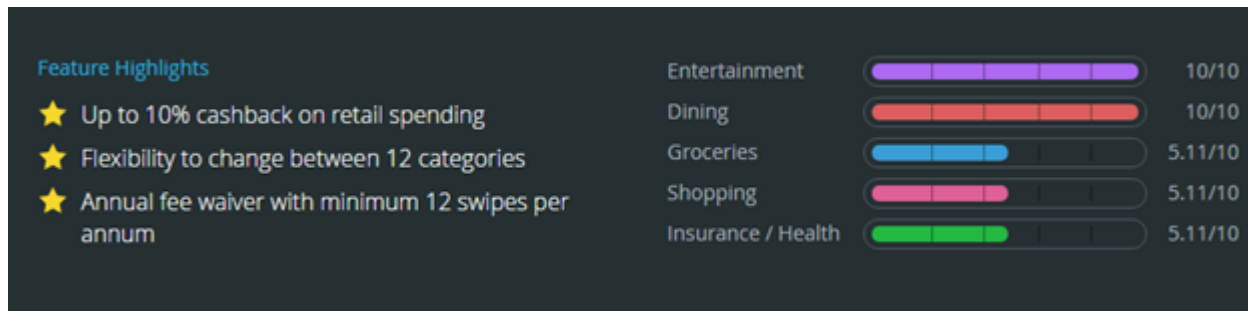 Feature Highlights
Up to 10% cashback on retail spending
Flexibility to change between 12 categories
Annual fee waiver with minimum 12 swipes per
annum
Entertainment 10/10
Dining 10/10
Groceries 5.11/10
Shopping 5.11/10
Insurance / Health 5.11/10